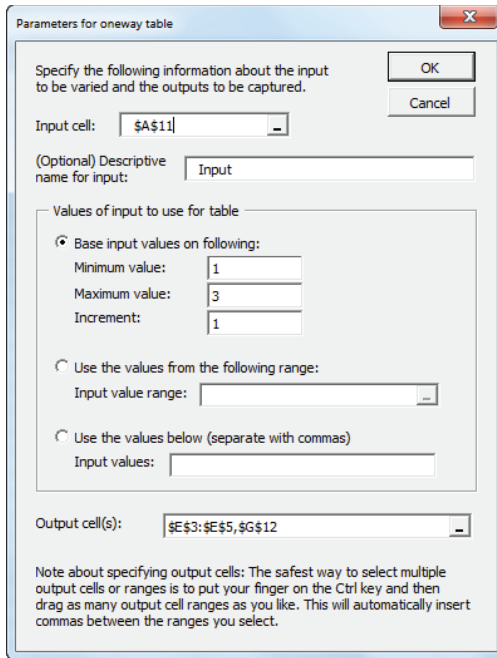 Parameters for oneway table
X
Specify the following information about the input
to be varied and the outputs to be captured.
OK
Cancel
Input cell: $A$11
(Optional) Descriptive
name for input: Input
Values of input to use for table
Base input values on following:
Minimum value: 1
Maximum value: 3
Increment: 1
Use the values from the following range:
Input value range:
Use the values below (separate with commas)
Input values:
Output cell(s): $E$3:$E$5,$G$12
Note about specifying output cells: The safest way to select multiple
output cells or ranges is to put your finger on the Ctrl key and then
drag as many output cell ranges as you like. This will automatically insert
commas between the ranges you select.